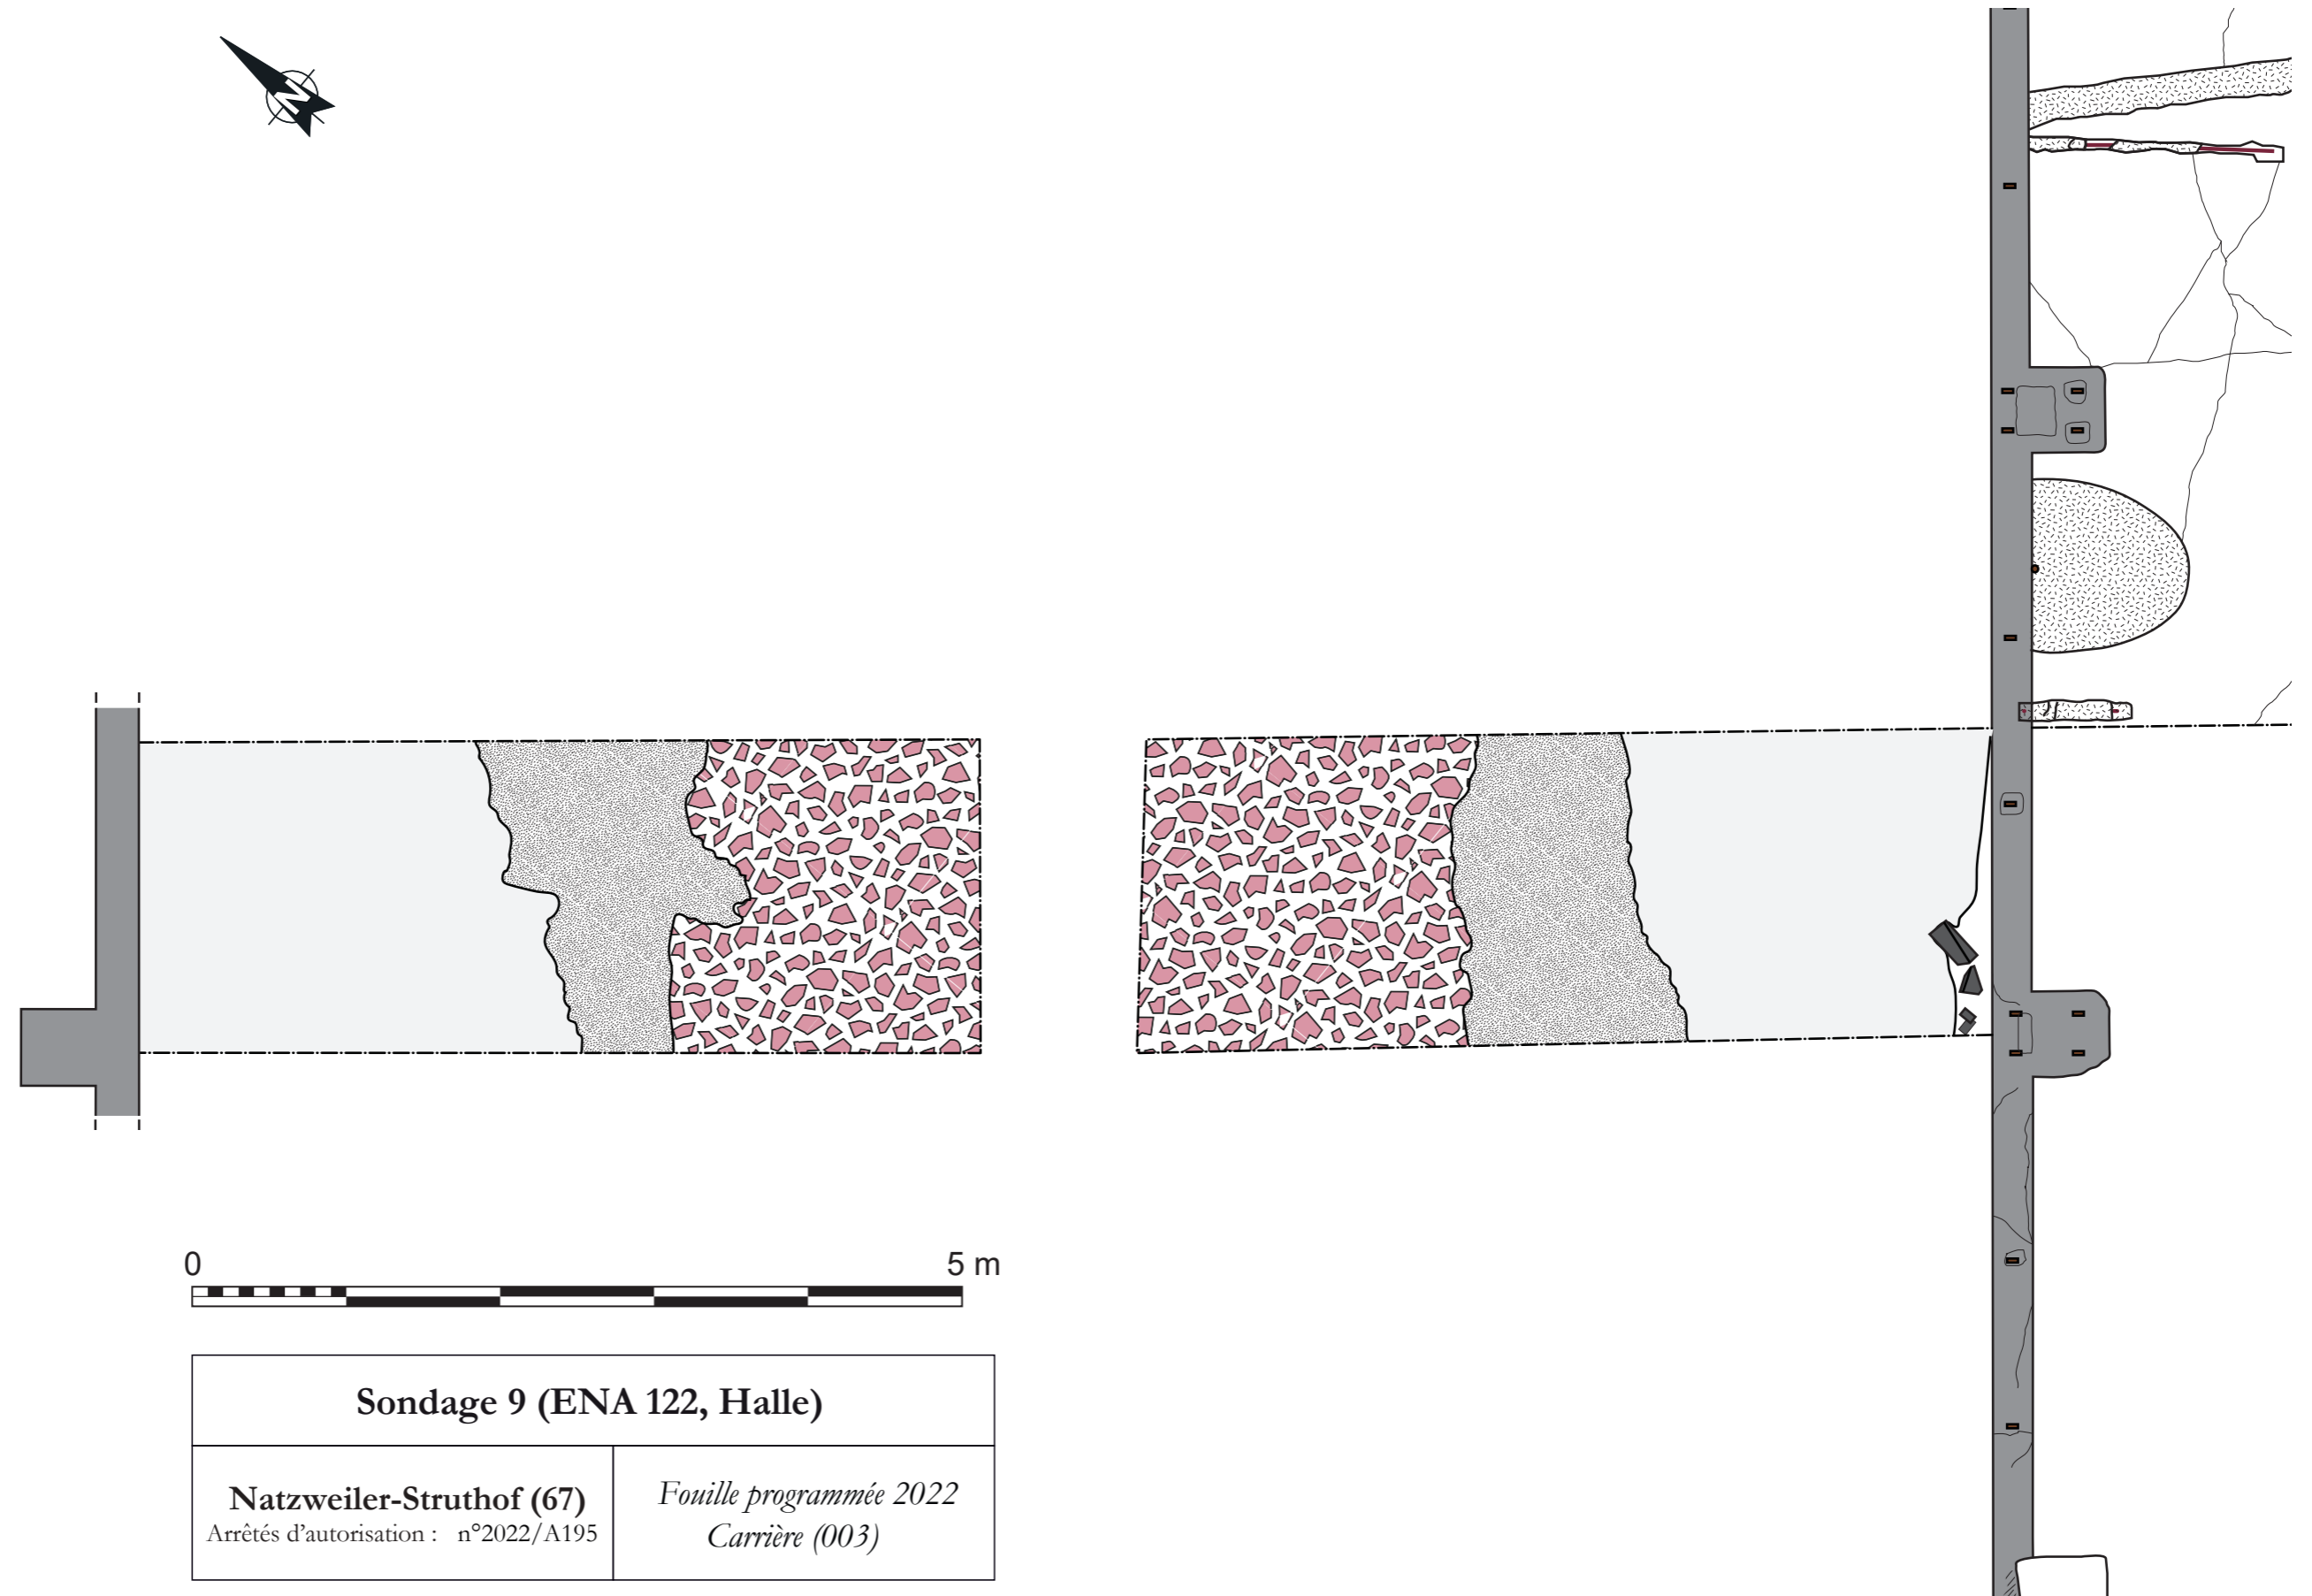 N
0 5 m
Sondage 9 (ENA 122, Halle)
Natzweiler-Struthof (67)
Arrêtés d'autorisation : n°2022/A195
Fouille programmée 2022
Carrière (003)